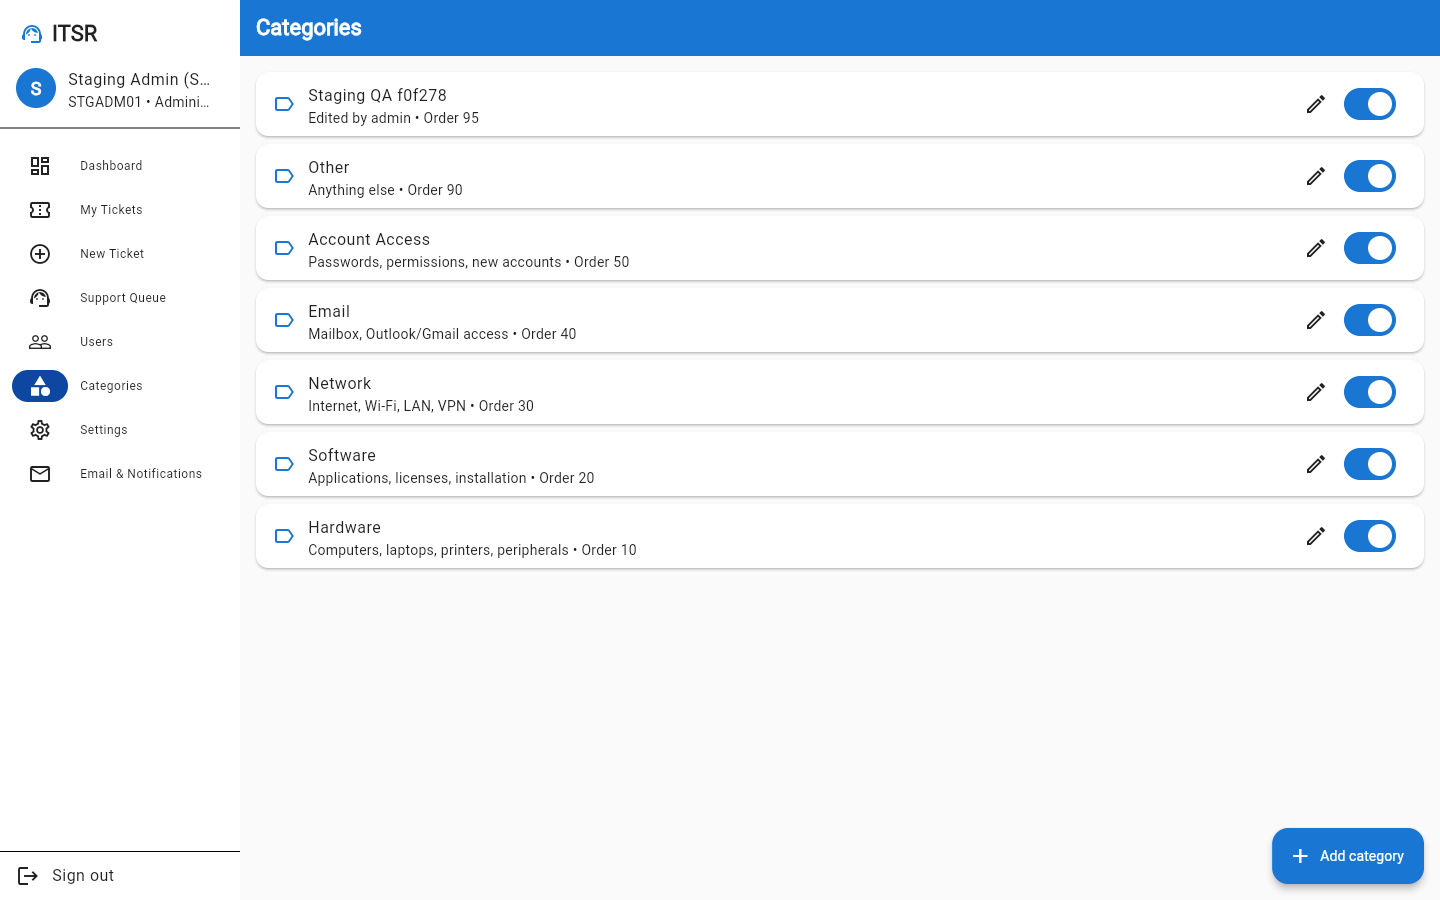 ITSR
S
Staging Admin (S...
STGADM01 • Admini...
Dashboard
My Tickets
New Ticket
Support Queue
Users
Categories
Settings
Email & Notifications
Sign out
Categories
Staging QA f0f278
Edited by admin • Order 95
Other
Anything else • Order 90
Account Access
Passwords, permissions, new accounts • Order 50
Email
Mailbox, Outlook/Gmail access • Order 40
Network
Internet, Wi-Fi, LAN, VPN • Order 30
Software
Applications, licenses, installation • Order 20
Hardware
Computers, laptops, printers, peripherals • Order 10
Add category